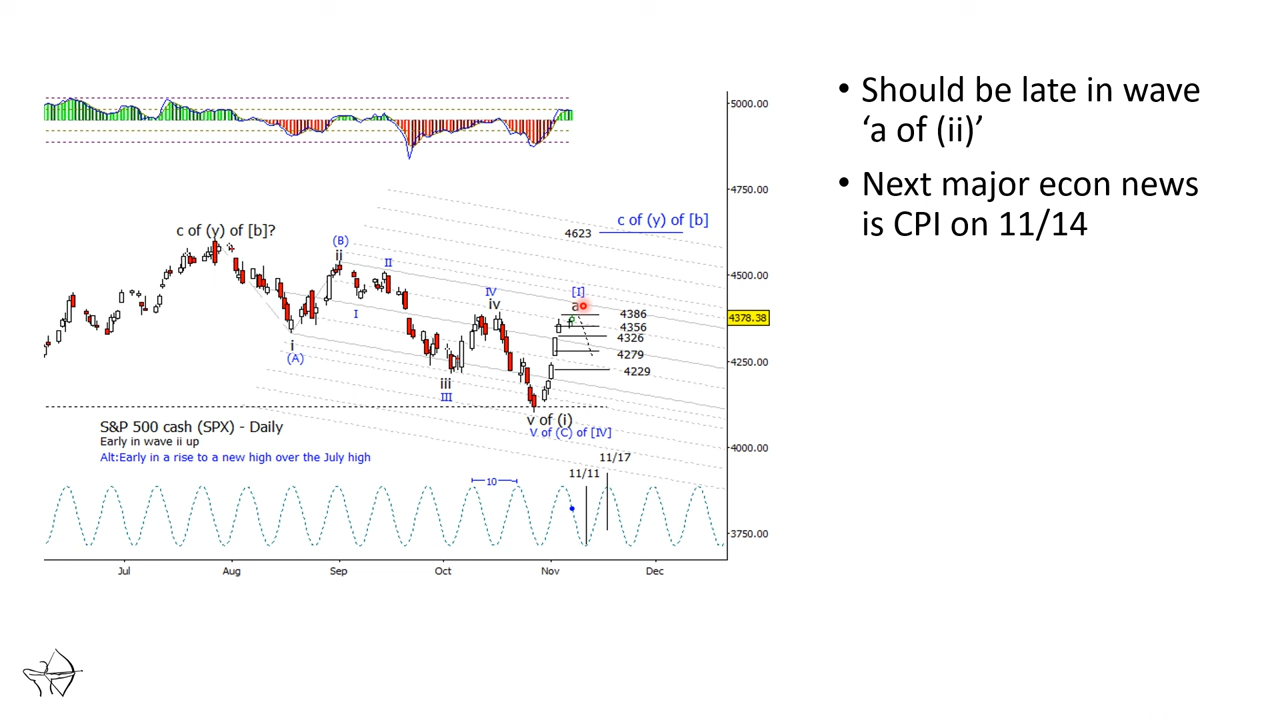 • Should be late in wave
‘a of (ii)’
• Next major econ news
is CPI on 11/14
5000.00
4750.00
c of (y) of [b]
c of (y) of [b]?
4623
(B)
ii
II
4500.00
[I]
IV
a
iv
I
4386
4378.38
4356
4326
i
(A)
4279
4250.00
4229
iii
III
v of (i)
V of (C) of [IV]
S&P 500 cash (SPX) - Daily
Early in wave ii up
4000.00
Alt:Early in a rise to a new high over the July high
11/17
11/11
10
3750.00
Jul Aug Sep Oct Nov Dec